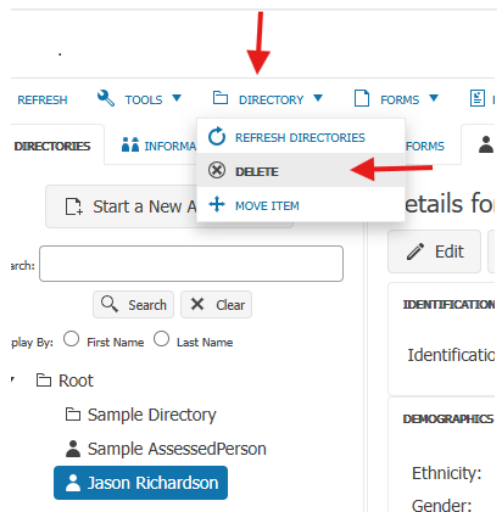 REFRESH TOOLS DIRECTORY FORMS
DIRECTORIES INFORMA REFRESH DIRECTORIES FORMS
DELETE
Start a New A MOVE ITEM etails fo
Edit
arch:
Search Clear IDENTIFICATION
play By: First Name Last Name
Identificatio
Root
Sample Directory DEMOGRAPHICS
Sample AssessedPerson
Ethnicity:
Jason Richardson
Gender: